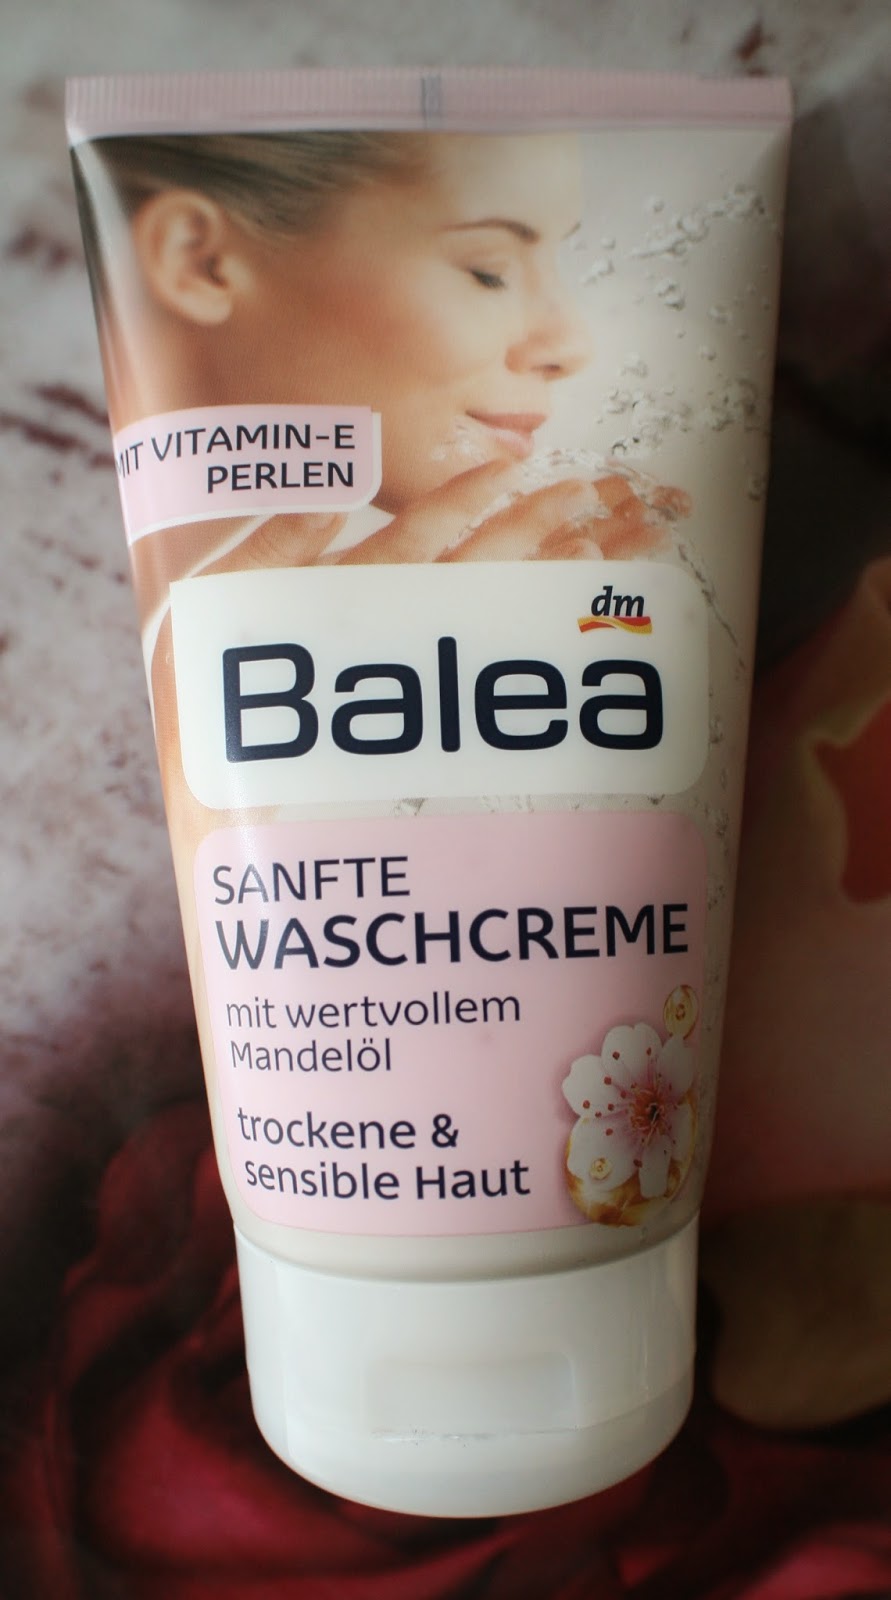 MIT VITAMIN-E
PERLEN
dm
Balea
SANFTE
WASCHCREME
mit wertvollem
Mandelöl
trockene &
sensible Haut